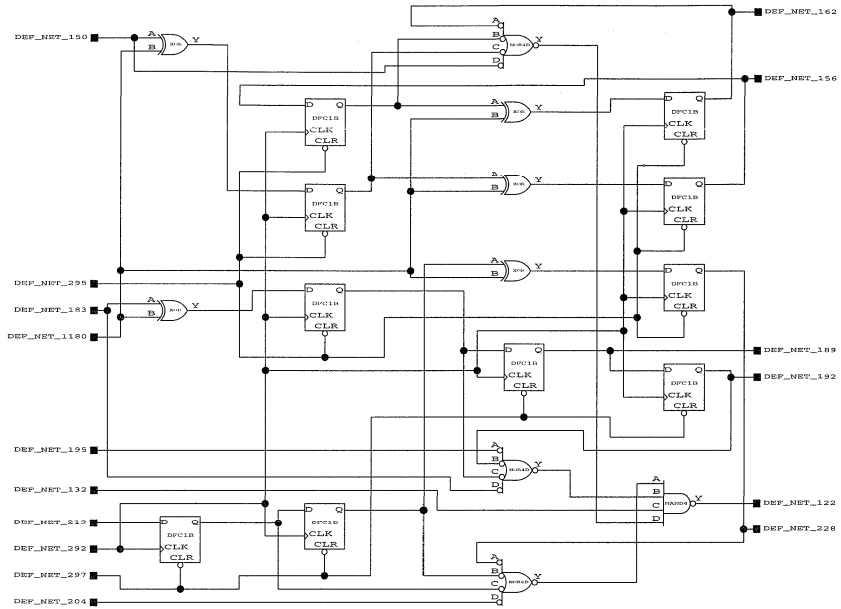 DEF_NET_162
A
B
C
D
NOR4D
Y
DEF_NET_150
A
B
XOR
Y
DEF_NET_156
D
Q
DFC1B
CLK
CLR
A
B
XOR
Y
D
Q
DFC1B
CLK
CLR
D
Q
DFC1B
CLK
CLR
A
B
XOR
Y
D
Q
DFC1B
CLK
CLR
A
B
XOR
Y
D
Q
DFC1B
CLK
CLR
DEF_NET_295
DEF_NET_183
A
B
XOR
Y
D
Q
DFC1B
CLK
CLR
DEF_NET_1180
D
Q
DFC1B
CLK
CLR
DEF_NET_189
D
Q
DFC1B
CLK
CLR
DEF_NET_192
DEF_NET_195
A
B
C
D
NOR4D
Y
DEF_NET_132
A
B
C
D
NAND4
Y
DEF_NET_122
DEF_NET_219
D
Q
DFC1B
CLK
CLR
D
Q
CLK
CLR
DEF_NET_228
DEF_NET_292
DEF_NET_297
A
B
C
D
NOR4D
Y
DEF_NET_204